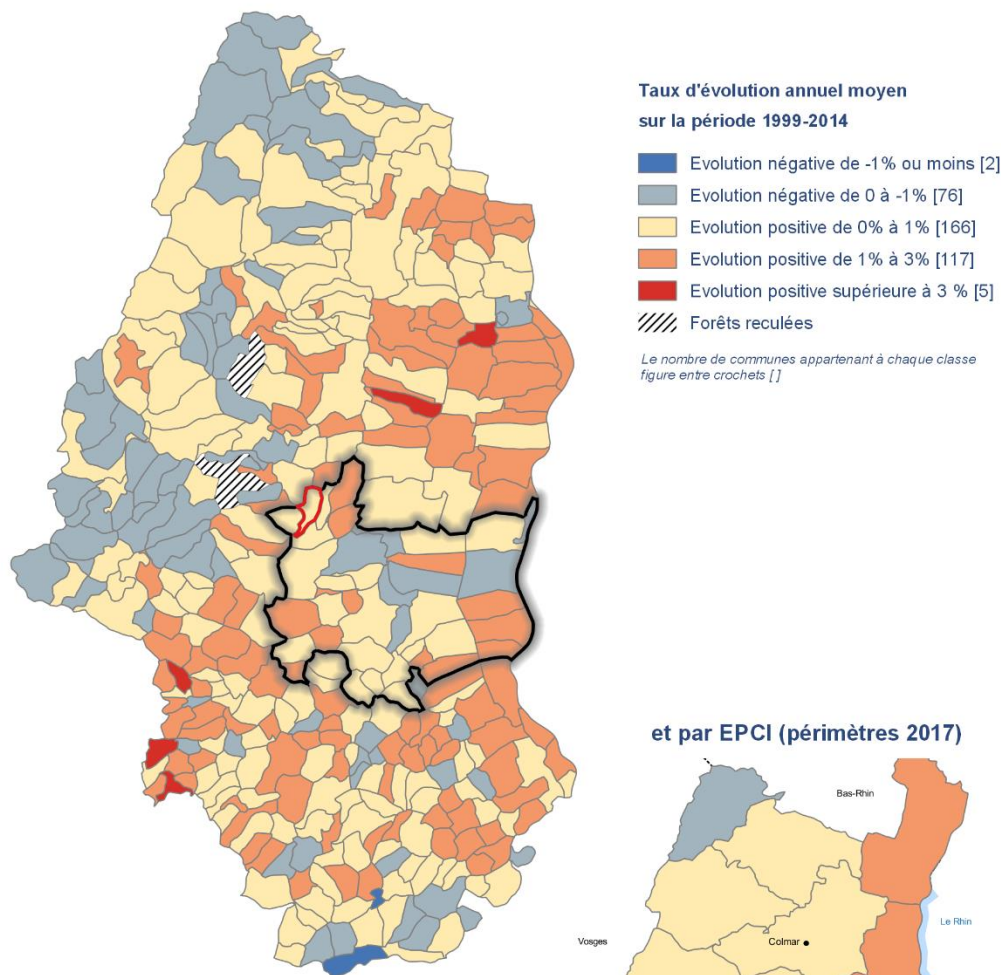 Taux d'évolution annuel moyen
sur la période 1999-2014
Evolution négative de -1% ou moins [2]
Evolution négative de 0 à -1% [76]
Evolution positive de 0% à 1% [166]
Evolution positive de 1% à 3% [117]
Evolution positive supérieure à 3 % [5]
Forêts reculées
Le nombre de communes appartenant à chaque classe
figure entre crochets [ ]
et par EPCI (périmètres 2017)
Bas-Rhin
Le Rhin
Vosges
Colmar